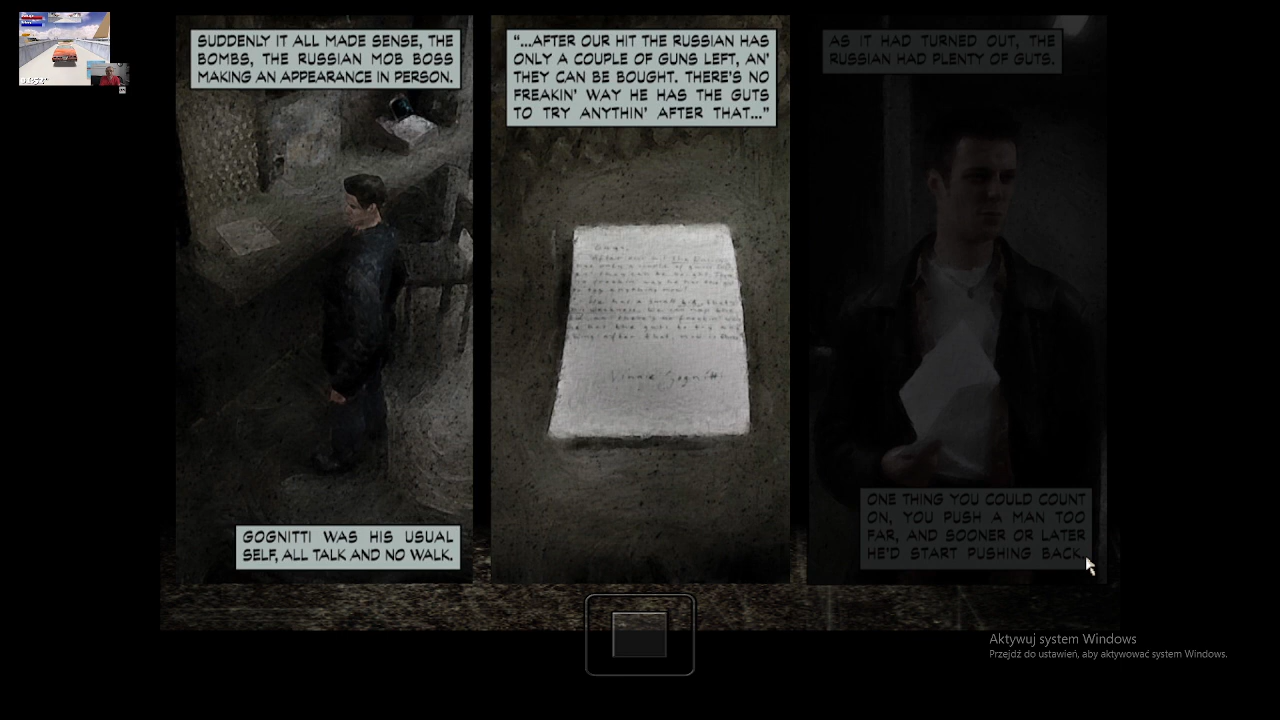 SUDDENLY IT ALL MADE SENSE, THE
BOMBS, THE RUSSIAN MOB BOSS
MAKING AN APPEARANCE IN PERSON.
GOGNITTI WAS HIS USUAL
SELF, ALL TALK AND NO WALK.
"...AFTER OUR HIT THE RUSSIAN HAS
ONLY A COUPLE OF GUNS LEFT, AN'
THEY CAN BE BOUGHT. THERE'S NO
FREAKIN' WAY HE HAS THE GUTS
TO TRY ANYTHIN' AFTER THAT..."
Vinnie Gognitti
AS IT HAD TURNED OUT, THE
RUSSIAN HAD PLENTY OF GUTS.
ONE THING YOU COULD COUNT
ON, YOU PUSH A MAN TOO
FAR, AND SOONER OR LATER
HE'D START PUSHING BACK.
Aktywuj system Windows
Przejdź do ustawień, aby aktywować system Windows.